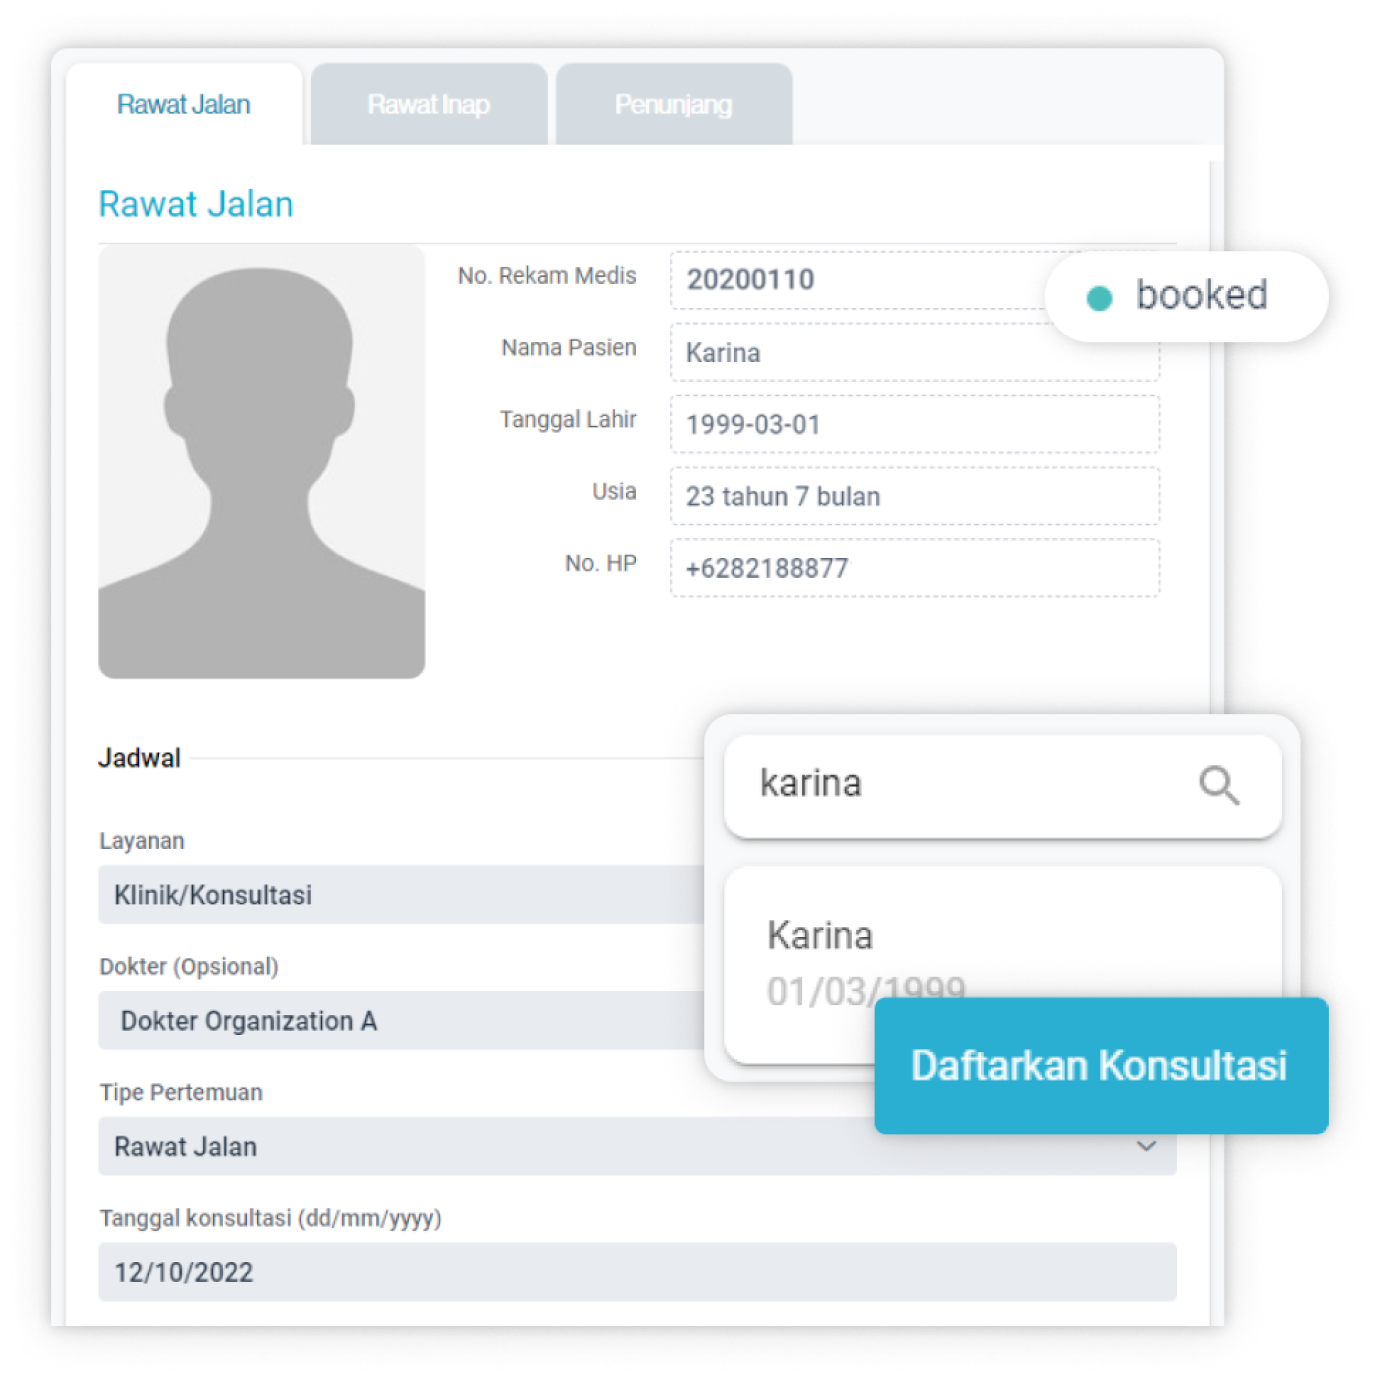 Rawat Jalan
Rawat Inap
Penunjang
Rawat Jalan
No. Rekam Medis
20200110
booked
Nama Pasien
Karina
Tanggal Lahir
1999-03-01
Usia
23 tahun 7 bulan
No. HP
+6282188877
Jadwal
karina
Layanan
Klinik/Konsultasi
Karina
01/03/1999
Dokter (Opsional)
Dokter Organization A
Daftarkan Konsultasi
Tipe Pertemuan
Rawat Jalan
Tanggal konsultasi (dd/mm/yyyy)
12/10/2022